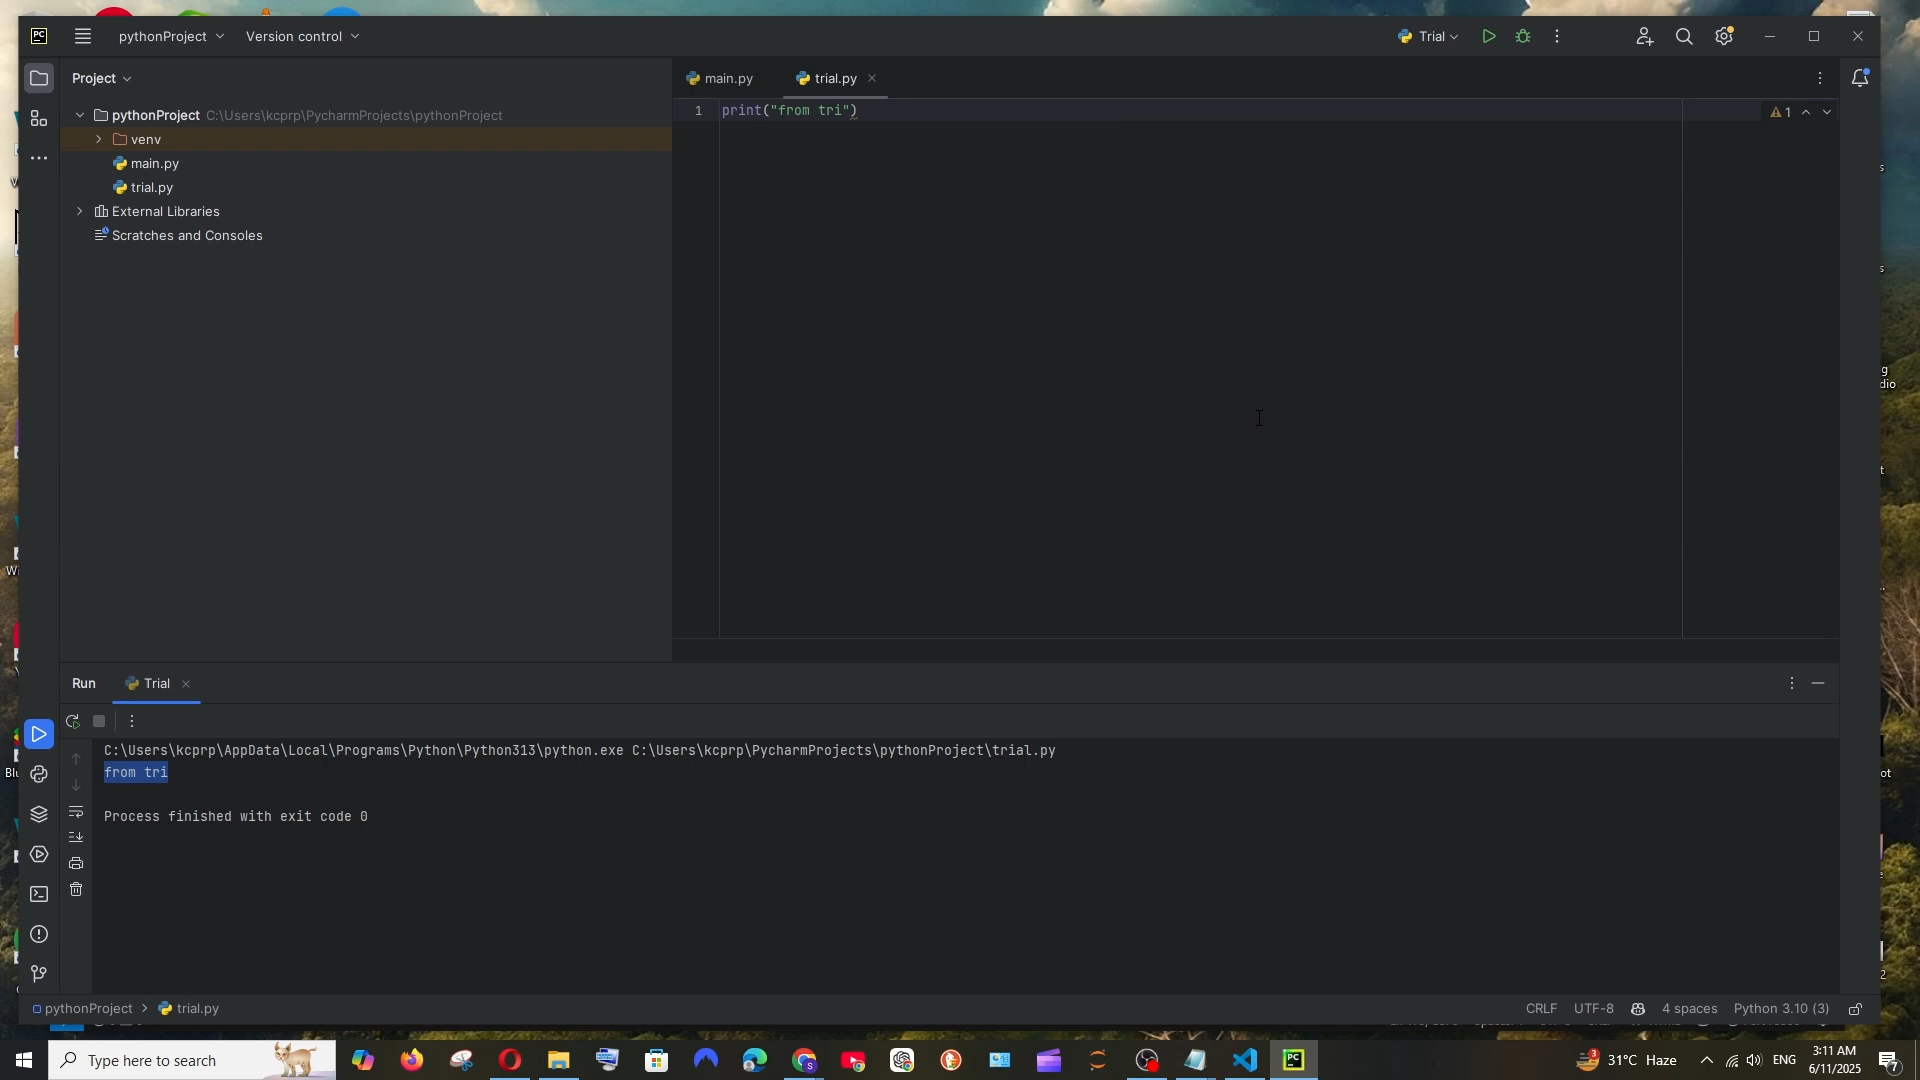 PC pythonProject Version control Trial
Project
main.py trial.py
pythonProject C:\Users\kcprp\PycharmProjects\pythonProject
1 print("from tri") 1
venv
main.py
trial.py
External Libraries
Scratches and Consoles
Run Trial
C:\Users\kcprp\AppData\Local\Programs\Python\Python313\python.exe C:\Users\kcprp\PycharmProjects\pythonProject\trial.py
from tri
Process finished with exit code 0
pythonProject trial.py CRLF UTF-8 4 spaces Python 3.10 (3)
Type here to search 31°C Haze ENG 3:11 AM
6/11/2025 7